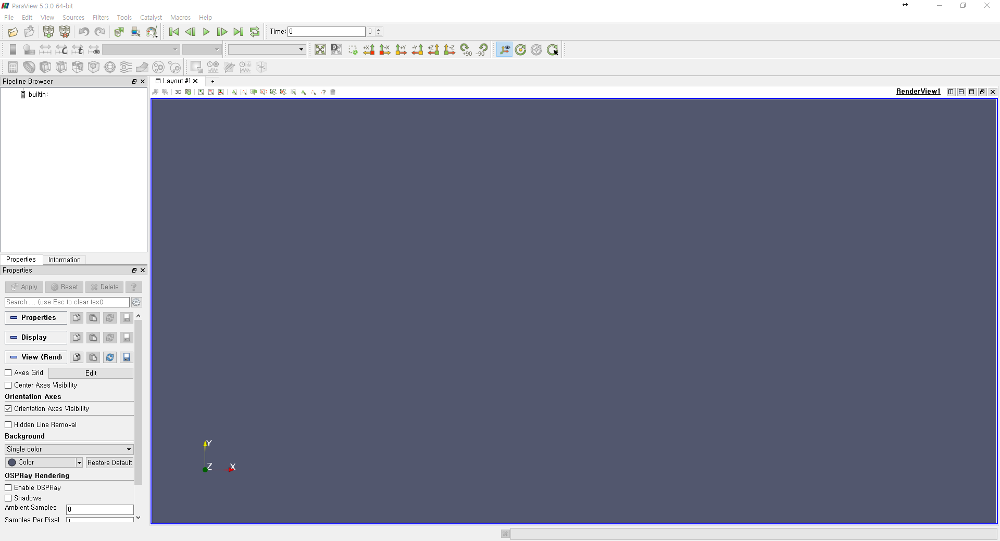 ParaView 5.3.0 64-bit
File Edit View Sources Filters Tools Catalyst Macros Help
Time: 0 0
+X -X +Y -Y +Z -Z +90 -90
Pipeline Browser
Layout #1 +
builtin:
3D ?
RenderView1
Properties Information
Properties
Apply Reset Delete ?
Search ... (use Esc to clear text)
Properties
Display
View (Rend
Axes Grid Edit
Center Axes Visibility
Orientation Axes
Orientation Axes Visibility
Hidden Line Removal
Background
Single color
Color Restore Default
OSPRay Rendering
Enable OSPRay
Shadows
Ambient Samples 0
Samples Per Pixel 1
Y
Z X